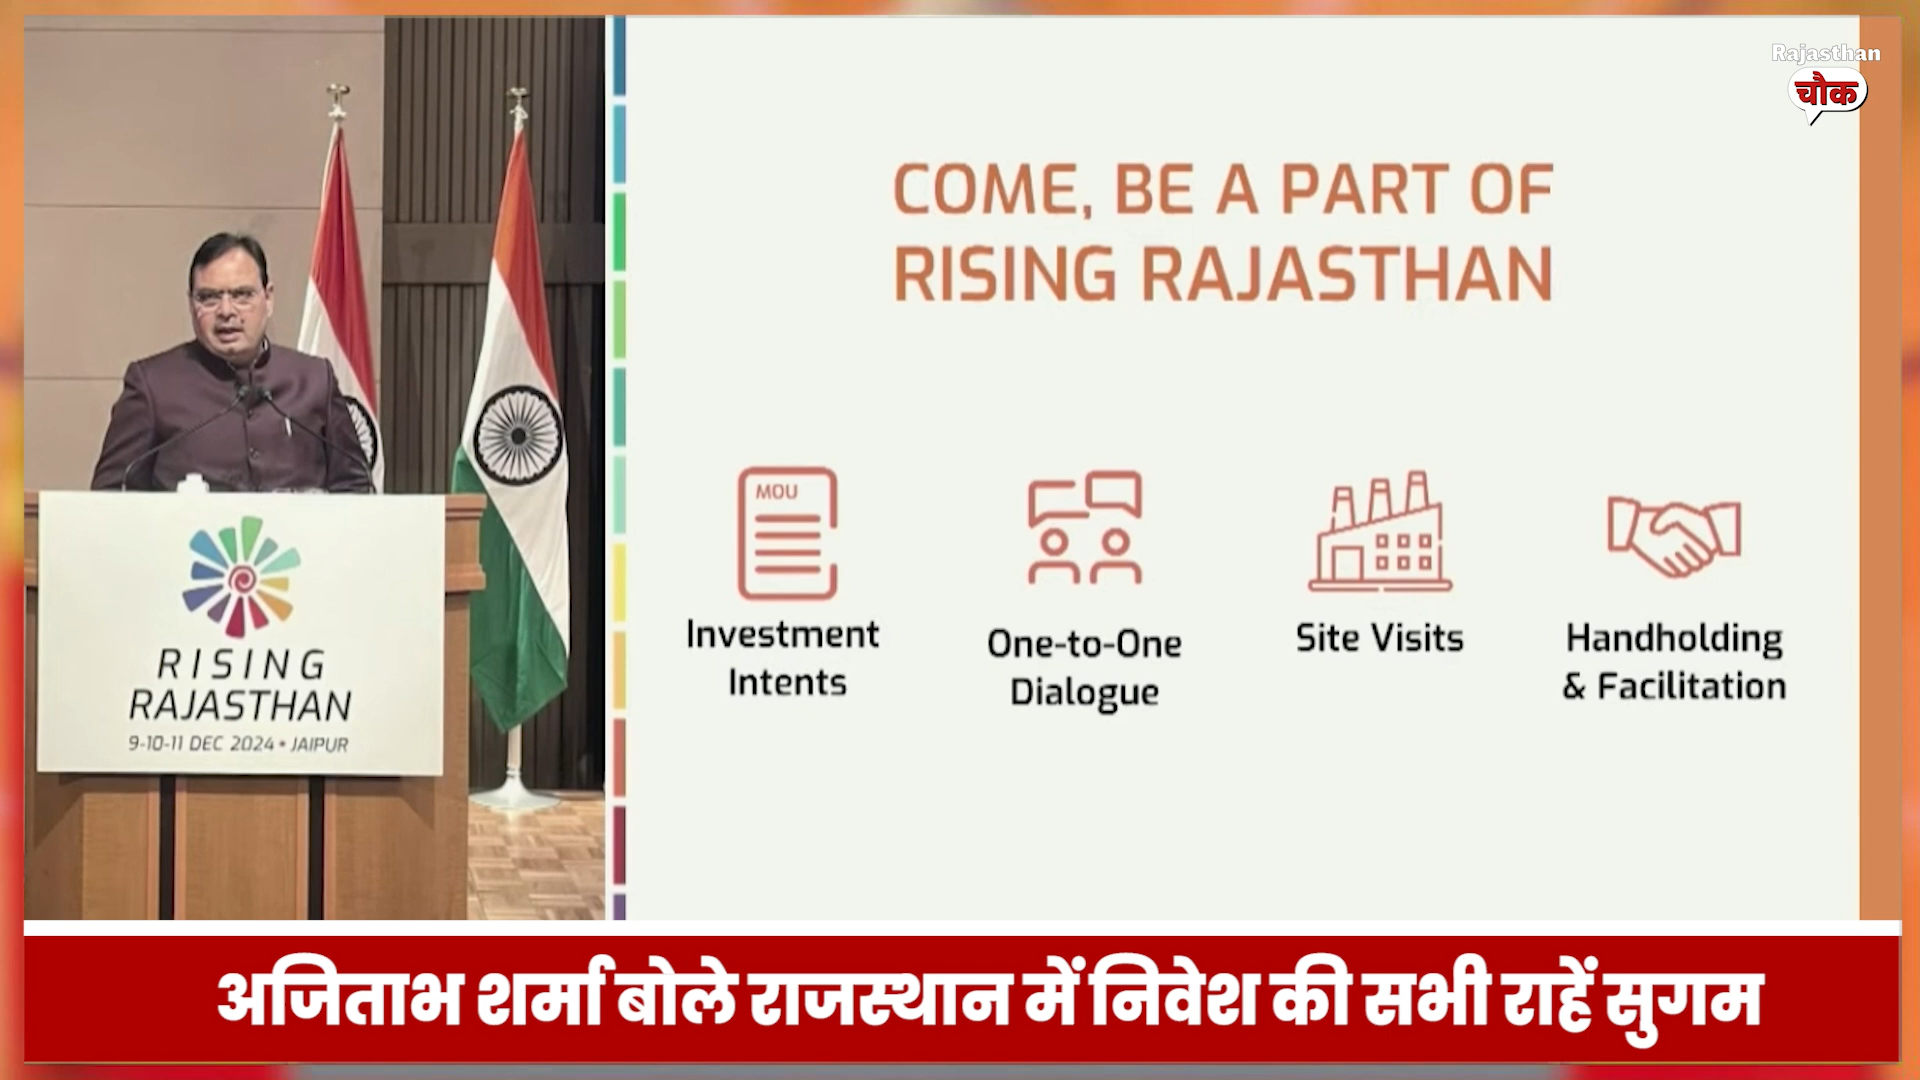 Rajasthan
चौक
COME, BE A PART OF
RISING RAJASTHAN
MOU
Investment
Intents
One-to-One
Dialogue
Site Visits
Handholding
& Facilitation
RISING
RAJASTHAN
9-10-11 DEC 2024 • JAIPUR
अजिताभ शर्मा बोले राजस्थान में निवेश की सभी राहें सुगम